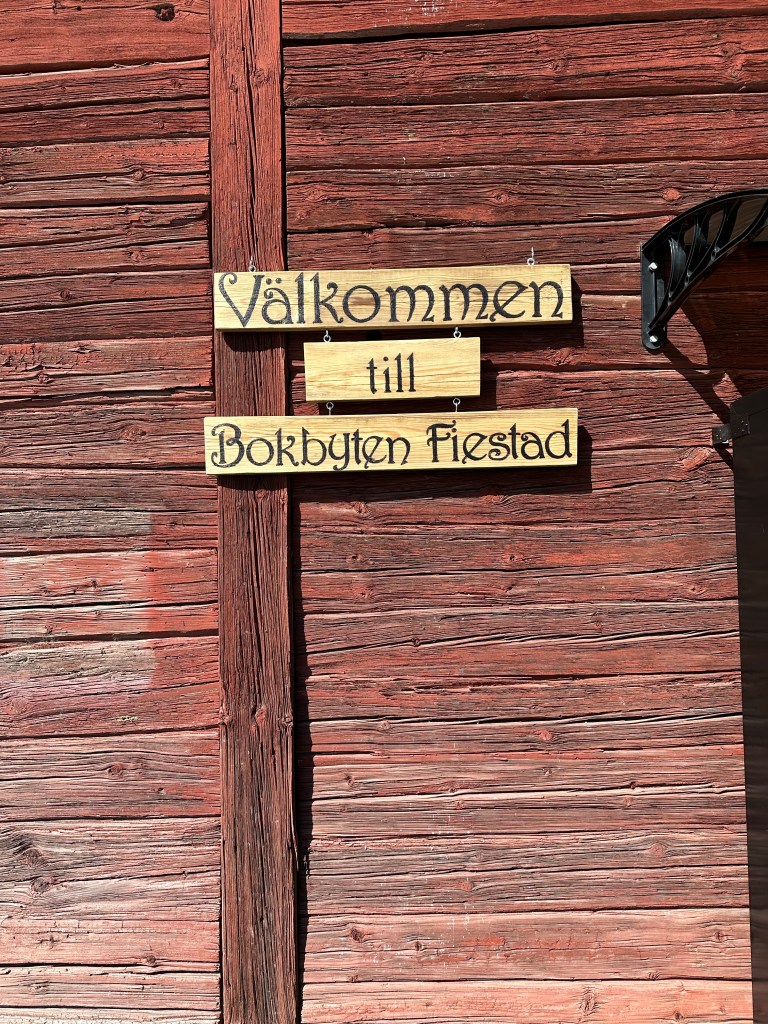 Välkommen
till
Bokbyten Fiestad